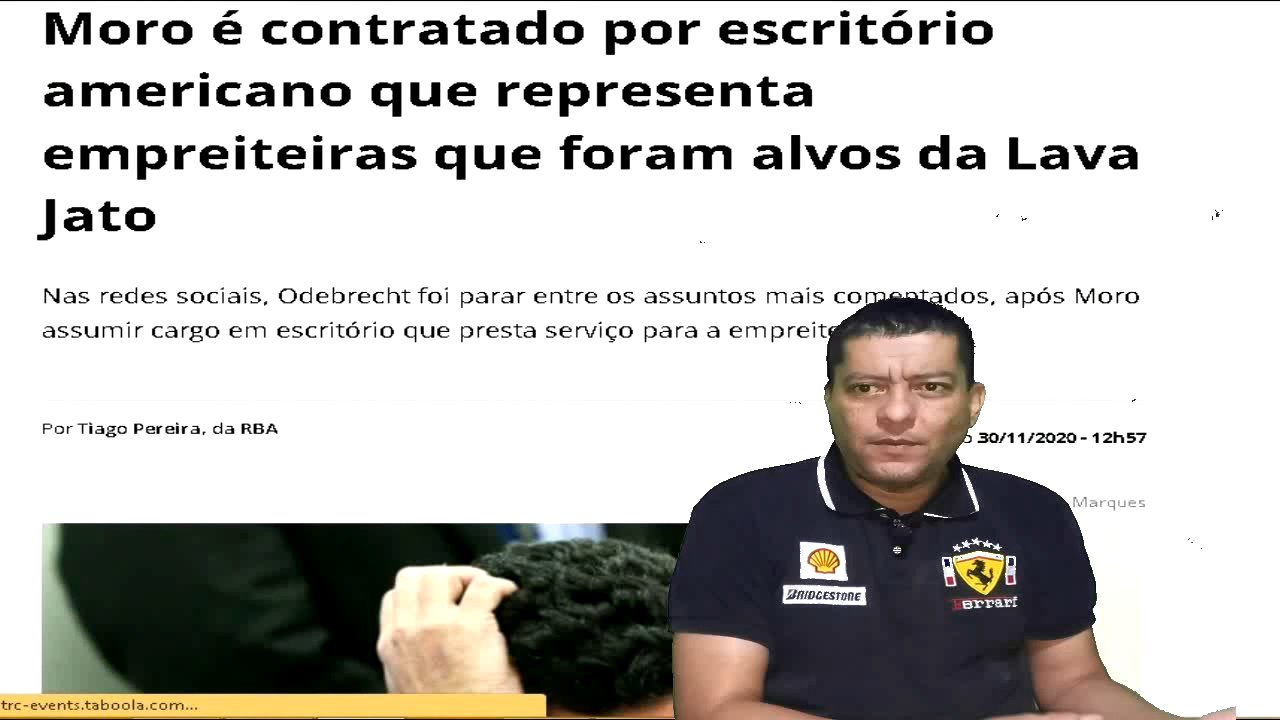 Moro é contratado por escritório
americano que representa
empreiteiras que foram alvos da Lava
Jato
Nas redes sociais, Odebrecht foi parar entre os assuntos mais comentados, após Moro
assumir cargo em escritório que presta serviço para a
Por Tiago Pereira, da RBA
30/11/2020 - 12h57
Marques
BRIDGESTONE
Ferrari
trc-events.taboola.com...